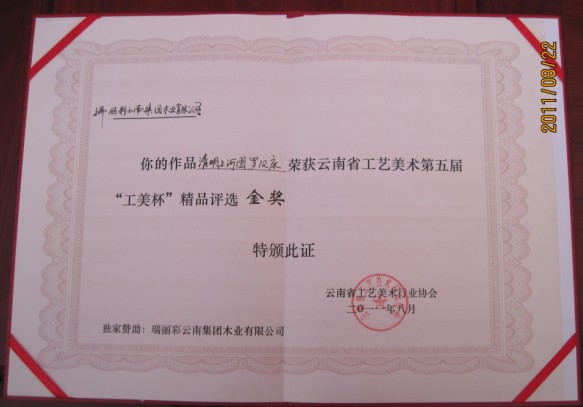 瑞丽彩云南集团木业有限公司
你的作品清明上河图罗汉床荣获云南省工艺美术第五届
“工美杯”精品评选 金奖
特颁此证
云南省工艺美术行业协会
二〇一一年八月
独家赞助：瑞丽彩云南集团木业有限公司
2011/08/22